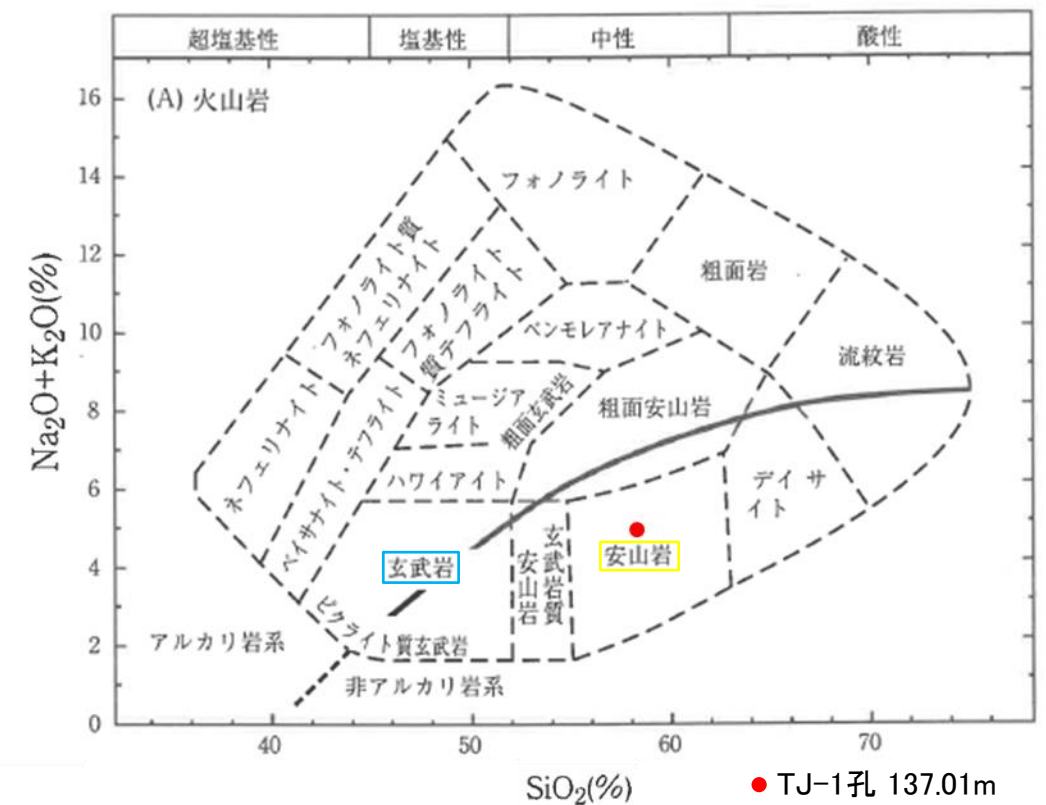 超塩基性 塩基性 中性 酸性
(A) 火山岩
Na2O+K2O(%)
16
14
12
10
8
6
4
2
0
フォノライト
粗面岩
フォノライト質
ネフェリナイト
フォノライト
質テフライト
ベンモレアナイト
流紋岩
ネフェリナイト
ベイサナイト・テフライト
ミュージア
ライト
粗面玄武岩
粗面安山岩
ハワイアイト
デイサ
イト
玄武岩
玄武岩質
安山岩
安山岩
ピクライト質玄武岩
アルカリ岩系
非アルカリ岩系
40 50 60 70
SiO2(%)
● TJ-1孔 137.01m